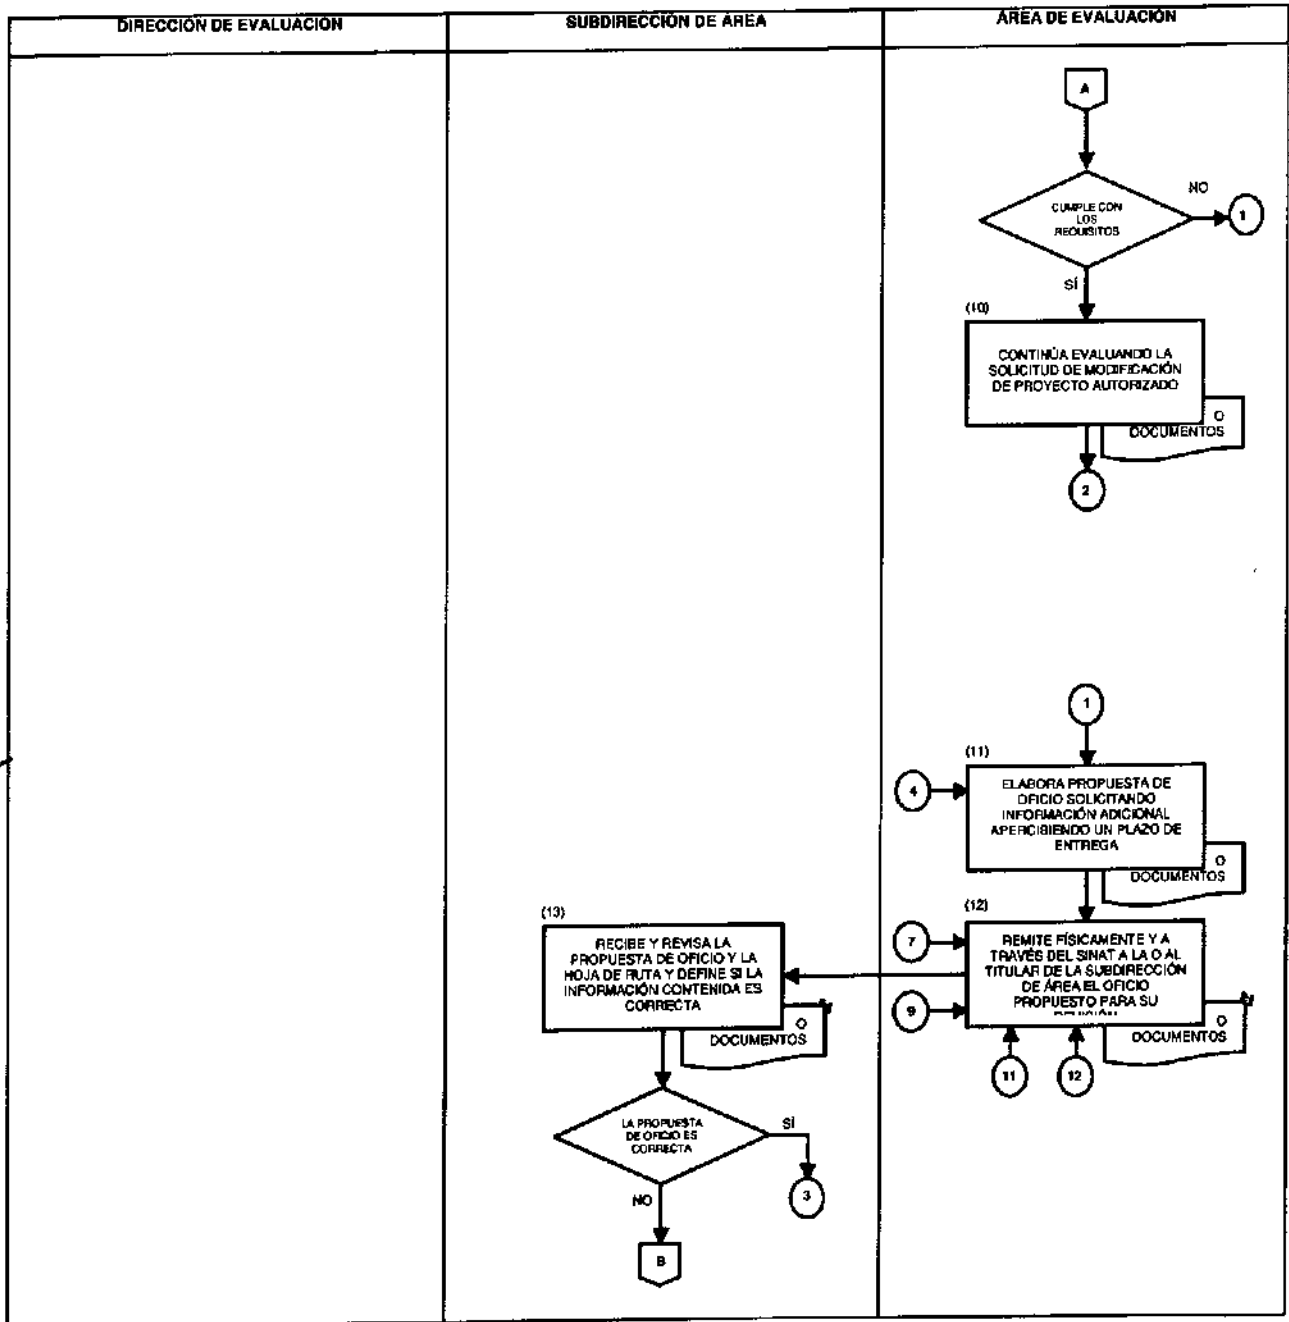 DIRECCIÓN DE EVALUACIÓN
SUBDIRECCIÓN DE ÁREA
ÁREA DE EVALUACIÓN
A
CUMPLE CON
LOS
REQUISITOS
NO
1
SÍ
(10)
CONTINÚA EVALUANDO LA
SOLICITUD DE MODIFICACIÓN
DE PROYECTO AUTORIZADO
O
DOCUMENTOS
2
1
(11)
4
ELABORA PROPUESTA DE
OFICIO SOLICITANDO
INFORMACIÓN ADICIONAL
APERCIBIENDO UN PLAZO DE
ENTREGA
O
DOCUMENTOS
(12)
7
REMITE FÍSICAMENTE Y A
TRAVÉS DEL SINAT A LA O AL
TITULAR DE LA SUBDIRECCIÓN
DE ÁREA EL OFICIO
PROPUESTO PARA SU
9
O
DOCUMENTOS
11
12
(13)
RECIBE Y REVISA LA
PROPUESTA DE OFICIO Y LA
HOJA DE RUTA Y DEFINE SI LA
INFORMACIÓN CONTENIDA ES
CORRECTA
O
DOCUMENTOS
LA PROPUESTA
DE OFICIO ES
CORRECTA
SÍ
3
NO
B